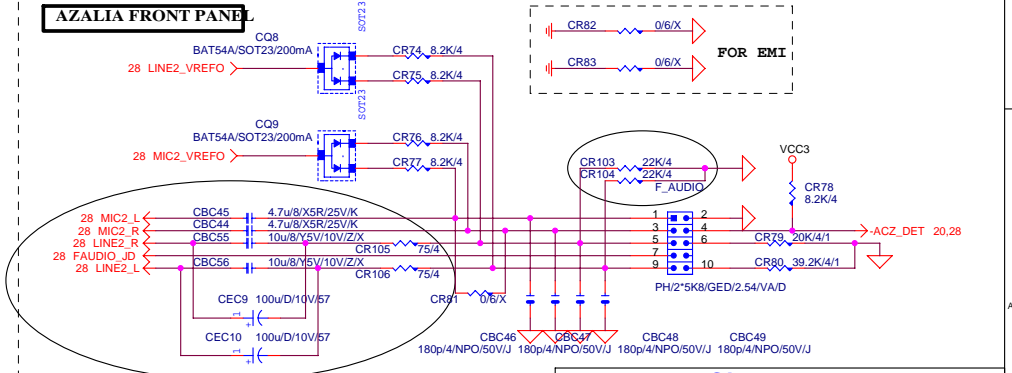 AZALIA FRONT PANEL
SOT23
CQ8
BAT54A/SOT23/200mA
28 LINE2_VREFO
CR74 8.2K/4
CR75 8.2K/4
SOT23
CR82 0/6/X
CR83 0/6/X
FOR EMI
CQ9
BAT54A/SOT23/200mA
28 MIC2_VREFO
CR76 8.2K/4
CR77 8.2K/4
CR103 22K/4
CR104 22K/4
F_AUDIO
VCC3
CR78
8.2K/4
28 MIC2_L CBC45 4.7u/8/X5R/25V/K
28 MIC2_R CBC44 4.7u/8/X5R/25V/K
28 LINE2_R CBC55 10u/8/Y5V/10V/Z/X
CR105 75/4
28 FAUDIO_JD
28 LINE2_L CBC56 10u/8/Y5V/10V/Z/X
CR106 75/4
1 2
3 4
5 6
7
9 10
-ACZ_DET 20,28
CR79 20K/4/1
CR80 39.2K/4/1
PH/2*5K8/GED/2.54/VA/D
CR81 0/6/X
CEC9 100u/D/10V/57
1
+
CEC10 100u/D/10V/57
1
+
CBC46 CBC47 CBC48 CBC49
180p/4/NPO/50V/J 180p/4/NPO/50V/J 180p/4/NPO/50V/J 180p/4/NPO/50V/J
A